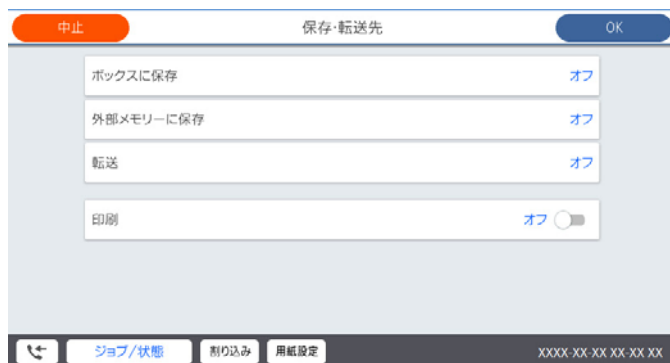 中止 保存・転送先 OK
ボックスに保存 オフ
外部メモリーに保存 オフ
転送 オフ
印刷 オフ
ジョブ/状態 割り込み 用紙設定 XXXX-XX-XX XX-XX XX